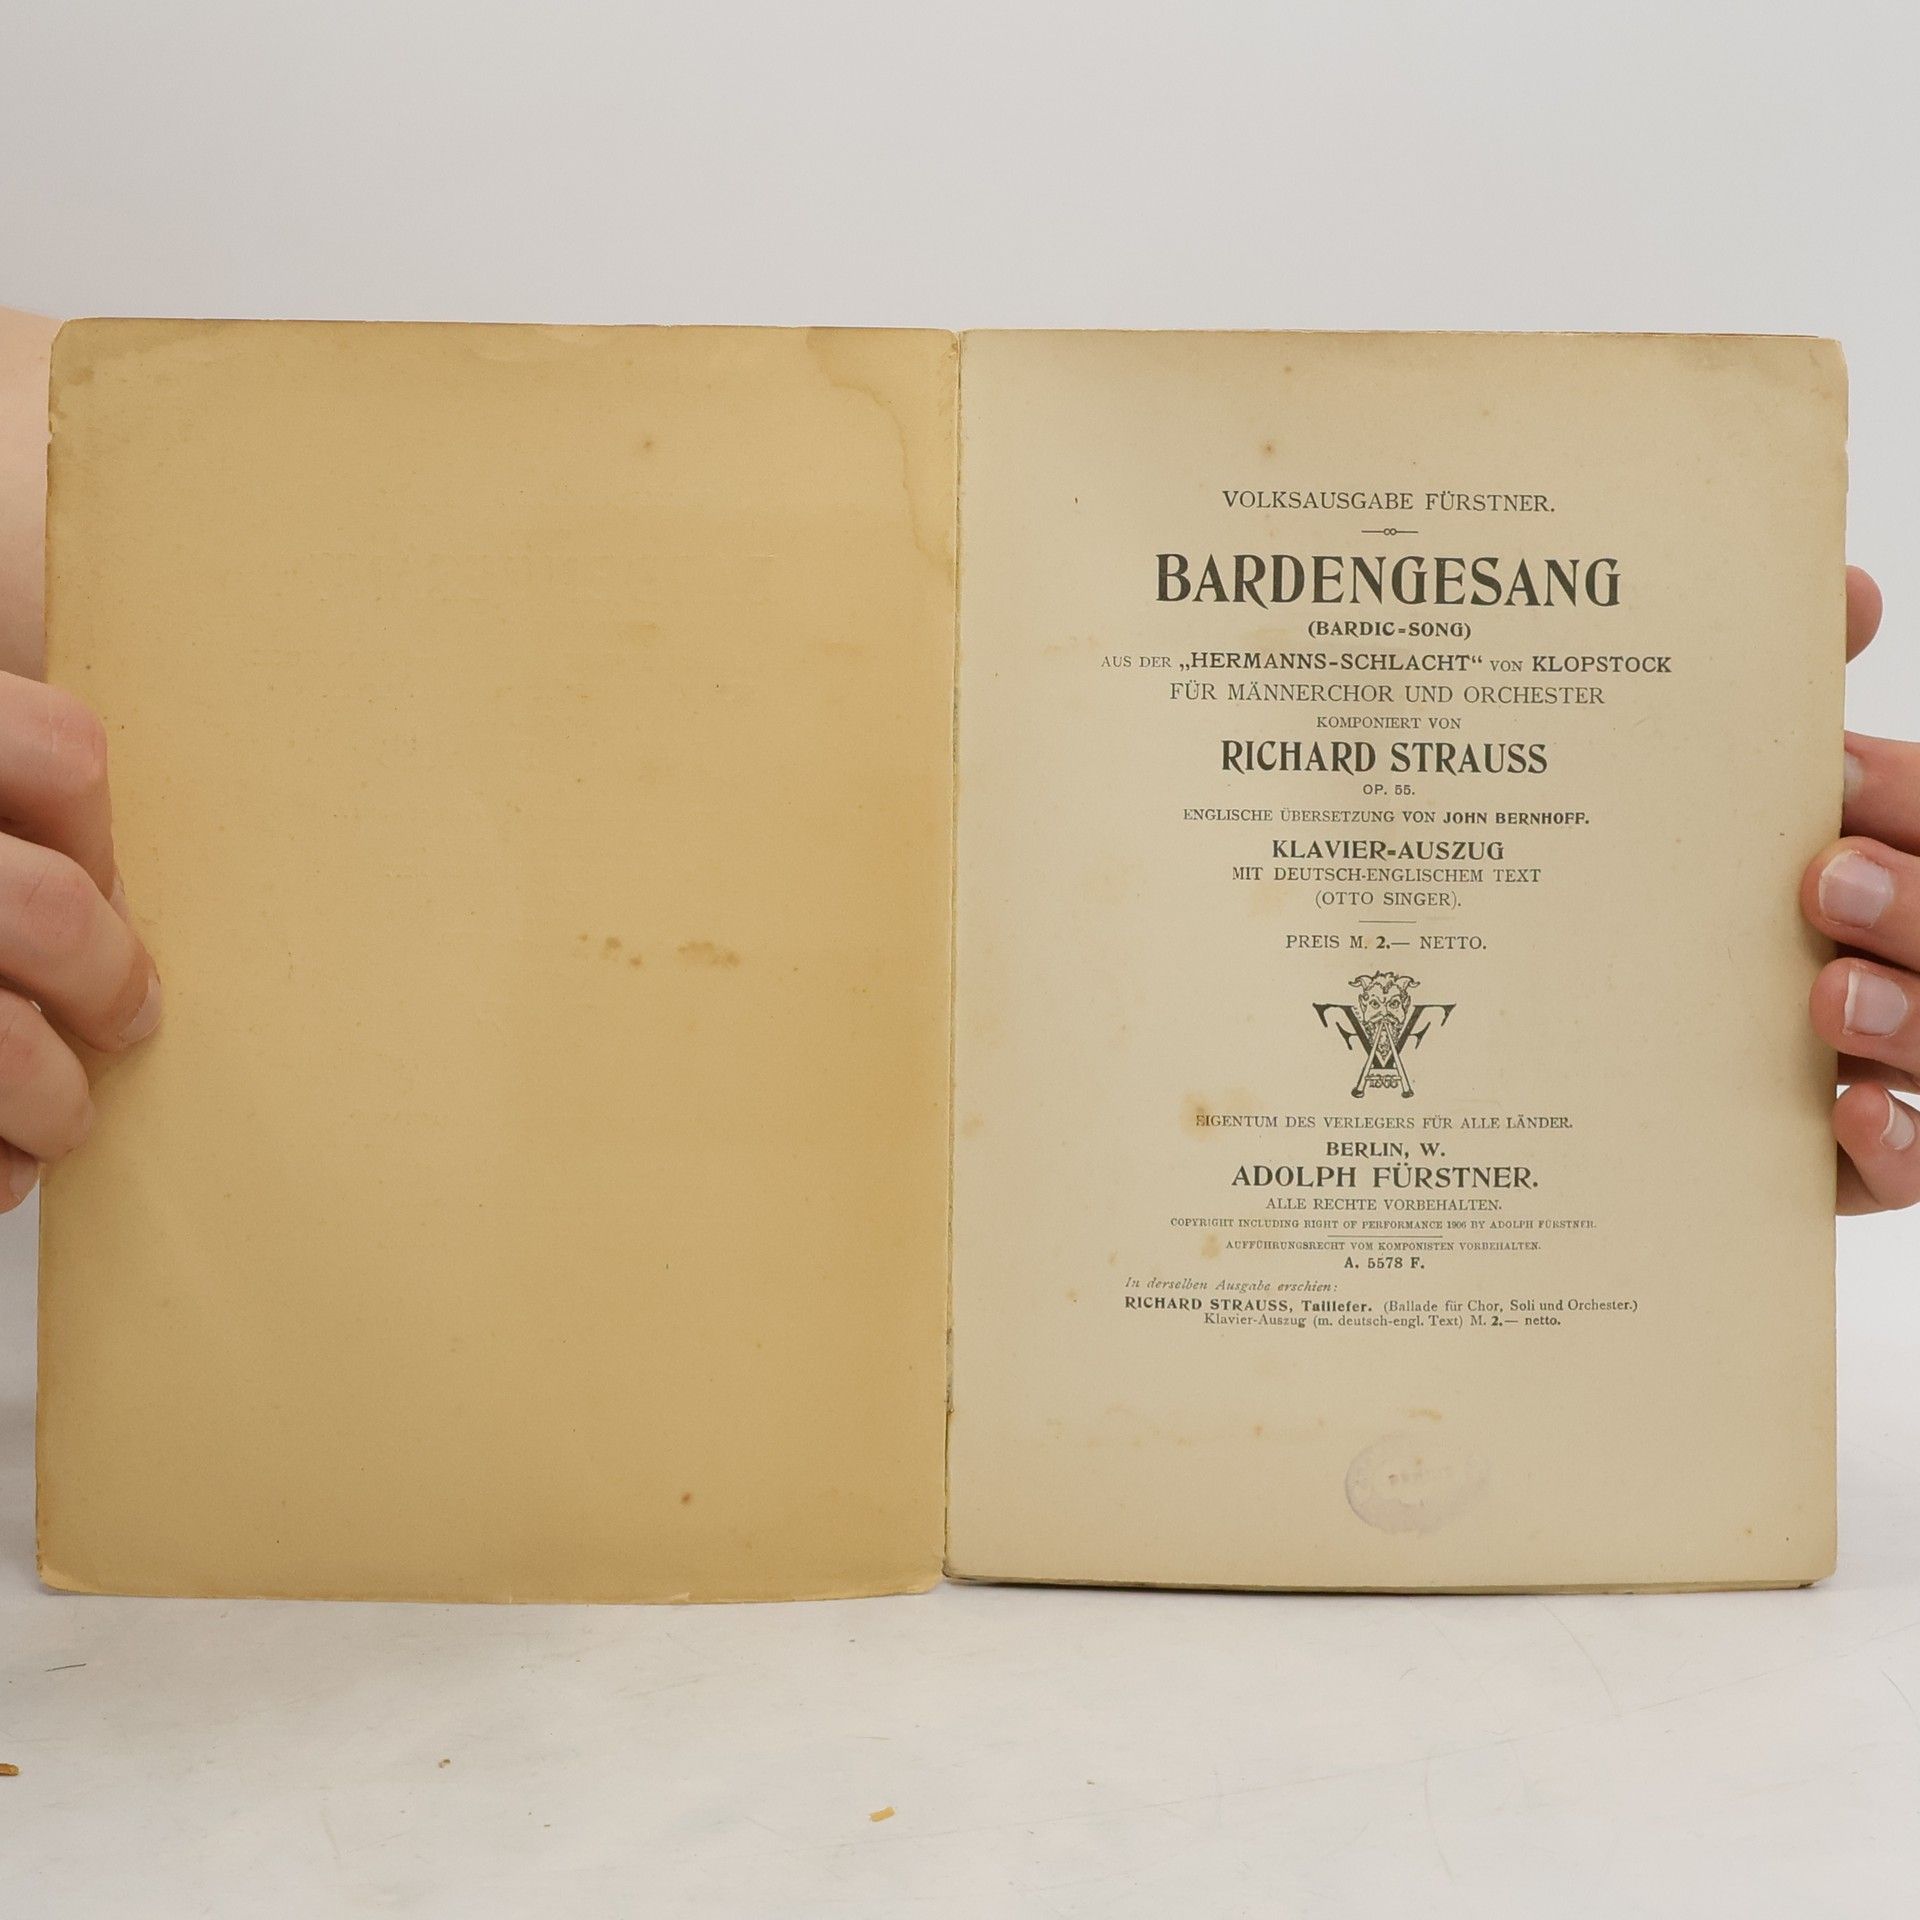 VOLKSAUSGABE FÜRSTNER.
BARDENGESANG
(BARDIC=SONG)
AUS DER „HERMANNS-SCHLACHT“ VON KLOPSTOCK
FÜR MÄNNERCHOR UND ORCHESTER
KOMPONIERT VON
RICHARD STRAUSS
OP. 55.
ENGLISCHE ÜBERSETZUNG VON JOHN BERNHOFF.
KLAVIER=AUSZUG
MIT DEUTSCH-ENGLISCHEM TEXT
(OTTO SINGER).
PREIS M. 2.— NETTO.
EIGENTUM DES VERLEGERS FÜR ALLE LÄNDER.
BERLIN, W.
ADOLPH FÜRSTNER.
ALLE RECHTE VORBEHALTEN.
COPYRIGHT INCLUDING RIGHT OF PERFORMANCE 1906 BY ADOLPH FÜRSTNER.
AUFFÜHRUNGSRECHT VOM KOMPONISTEN VORBEHALTEN.
A. 5578 F.
In derselben Ausgabe erschien:
RICHARD STRAUSS, Taillefer. (Ballade für Chor, Soli und Orchester.)
Klavier-Auszug (m. deutsch-engl. Text) M. 2.— netto.